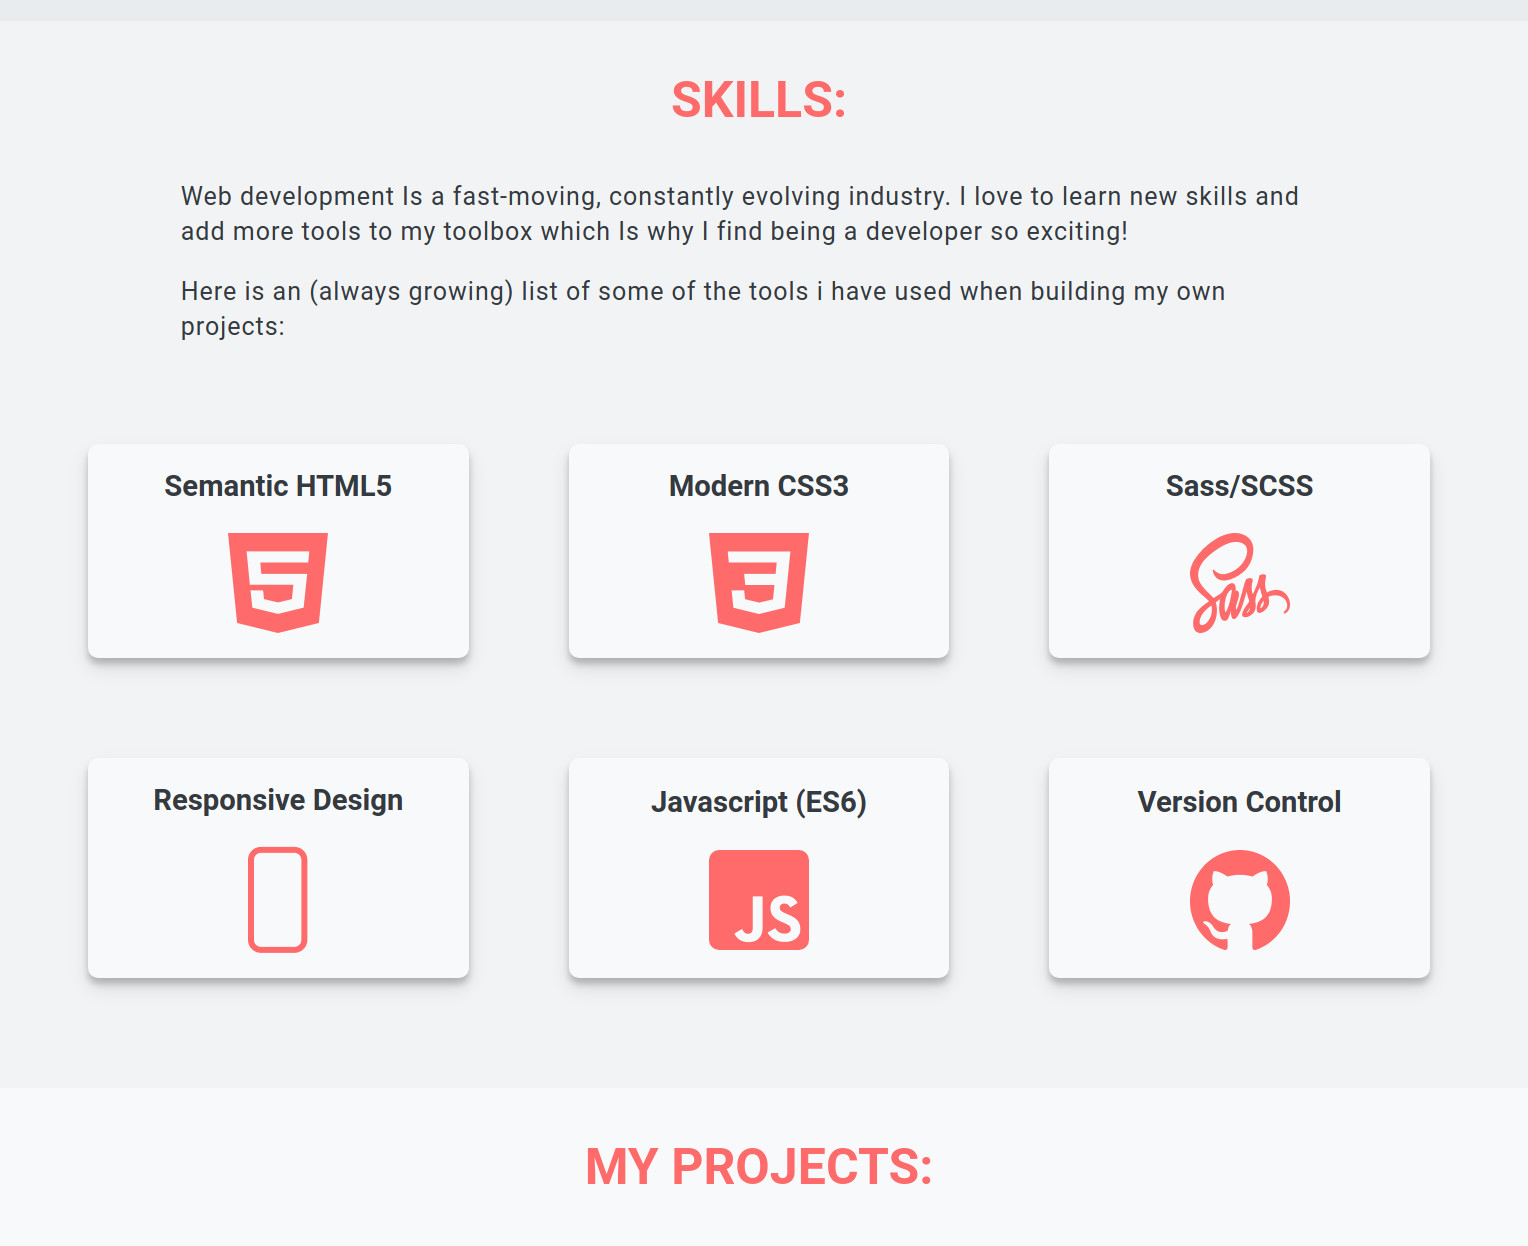 SKILLS:
Web development Is a fast-moving, constantly evolving industry. I love to learn new skills and
add more tools to my toolbox which Is why I find being a developer so exciting!
Here is an (always growing) list of some of the tools i have used when building my own
projects:
Semantic HTML5
Modern CSS3
Sass/SCSS
5
3
Sass
Responsive Design
Javascript (ES6)
Version Control
JS
MY PROJECTS: